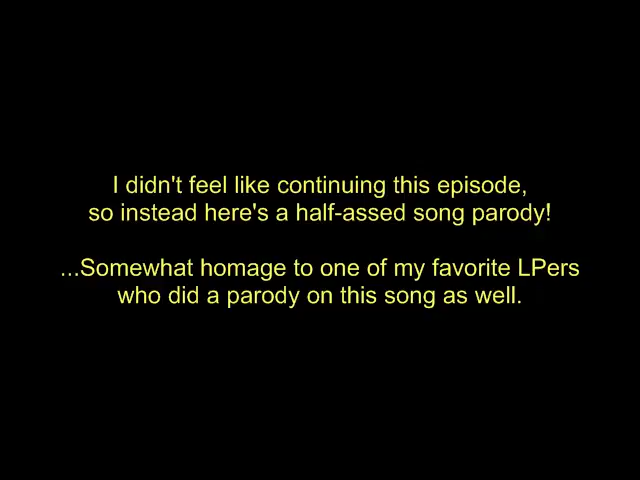 I didn't feel like continuing this episode,
so instead here's a half-assed song parody!
...Somewhat homage to one of my favorite LPers
who did a parody on this song as well.